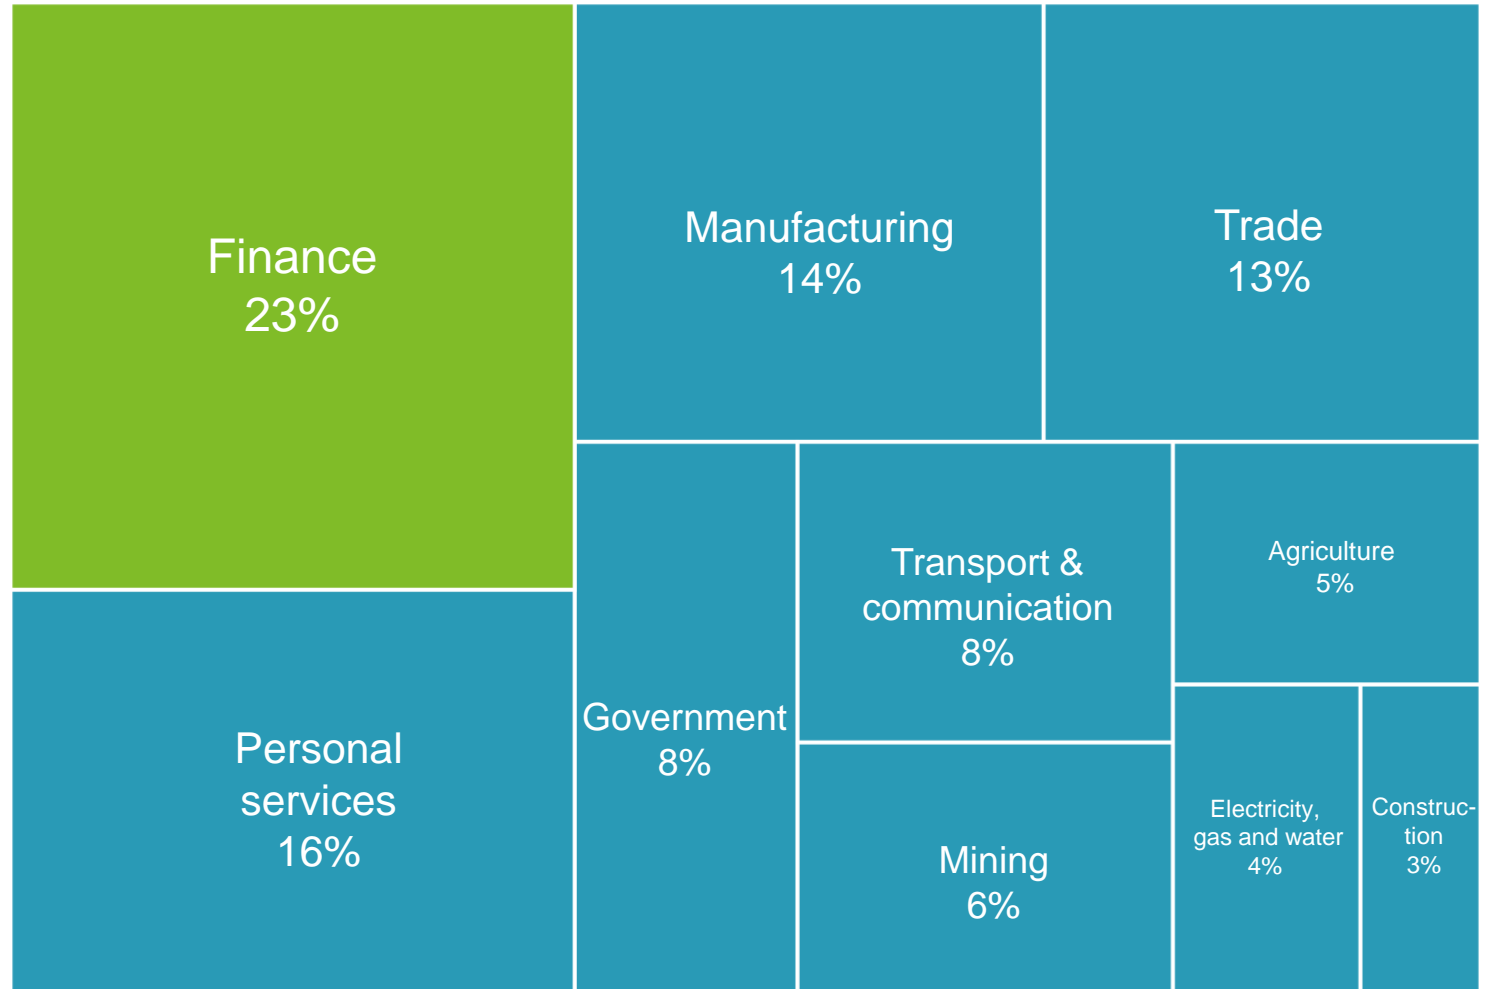 Finance
23%
Manufacturing
14%
Trade
13%
Personal
services
16%
Government
8%
Transport &
communication
8%
Mining
6%
Agriculture
5%
Electricity,
gas and water
4%
Construc-
tion
3%